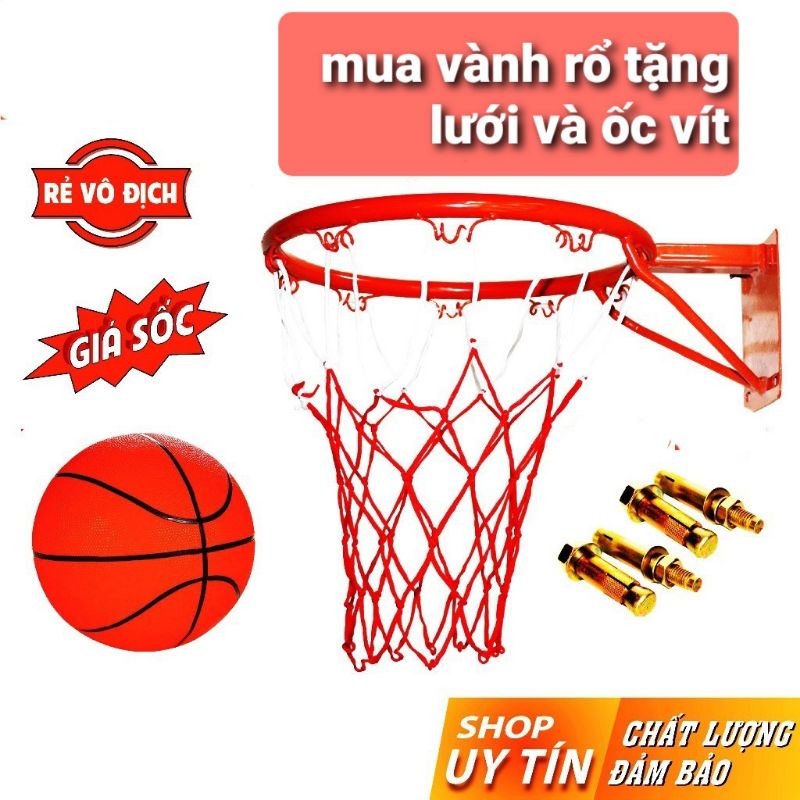 mua vành rổ tặng
lưới và ốc vít
RẺ VÔ ĐỊCH
GIÁ SỐC
SHOP
UY TÍN
CHẤT LƯỢNG
ĐẢM BẢO